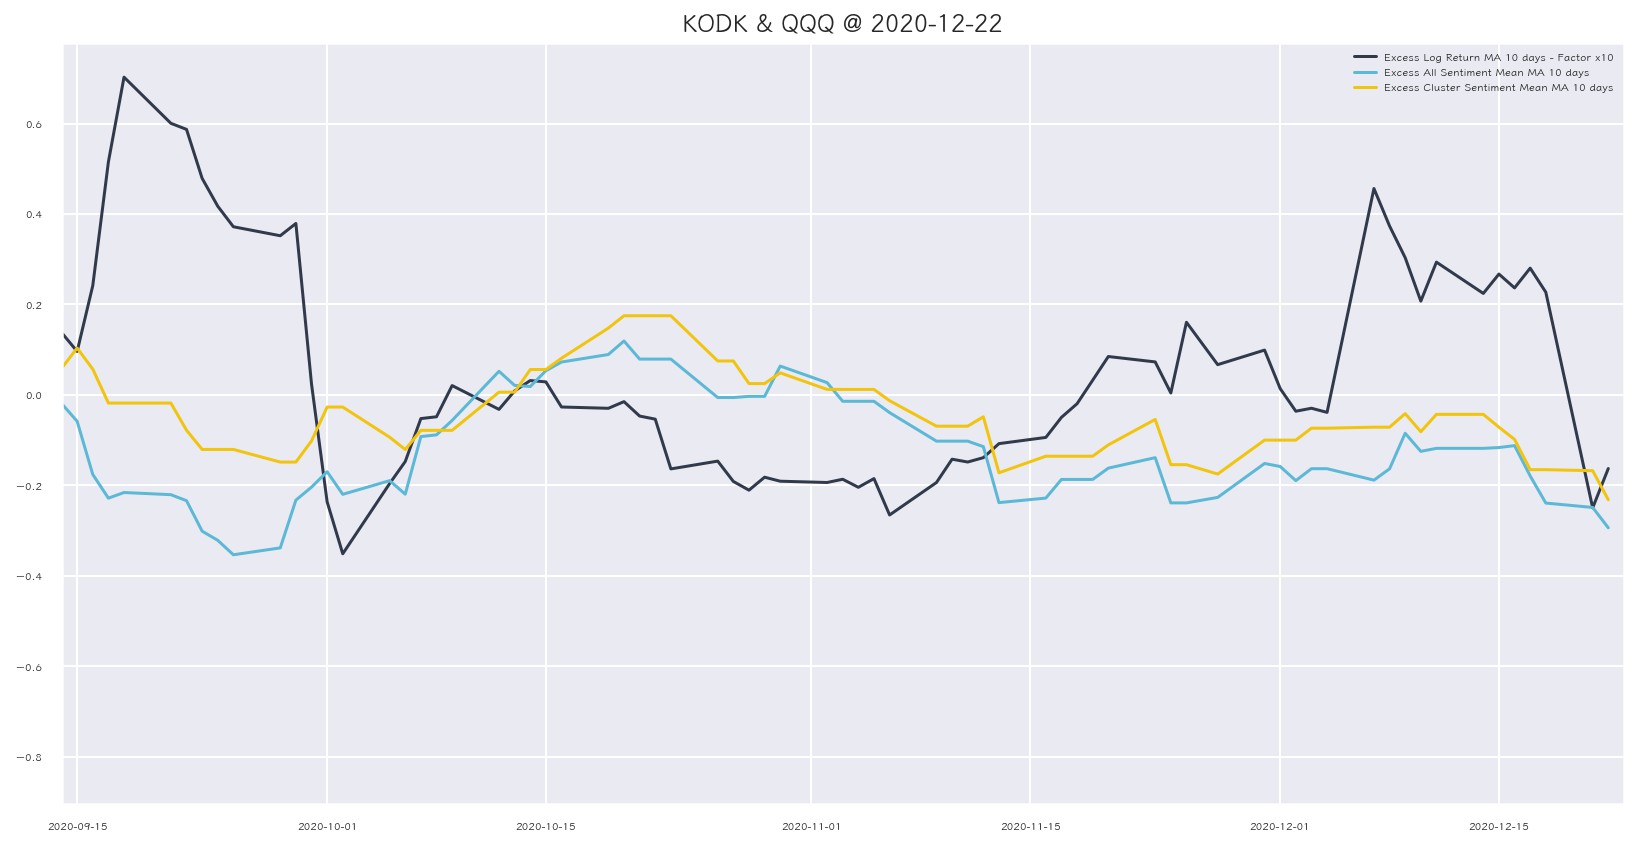 KODK & QQQ @ 2020-12-22
Excess Log Return MA 10 days - Factor x10
Excess All Sentiment Mean MA 10 days
Excess Cluster Sentiment Mean MA 10 days
0.6
0.4
0.2
0.0
−0.2
−0.4
−0.6
−0.8
2020-09-15 2020-10-01 2020-10-15 2020-11-01 2020-11-15 2020-12-01 2020-12-15